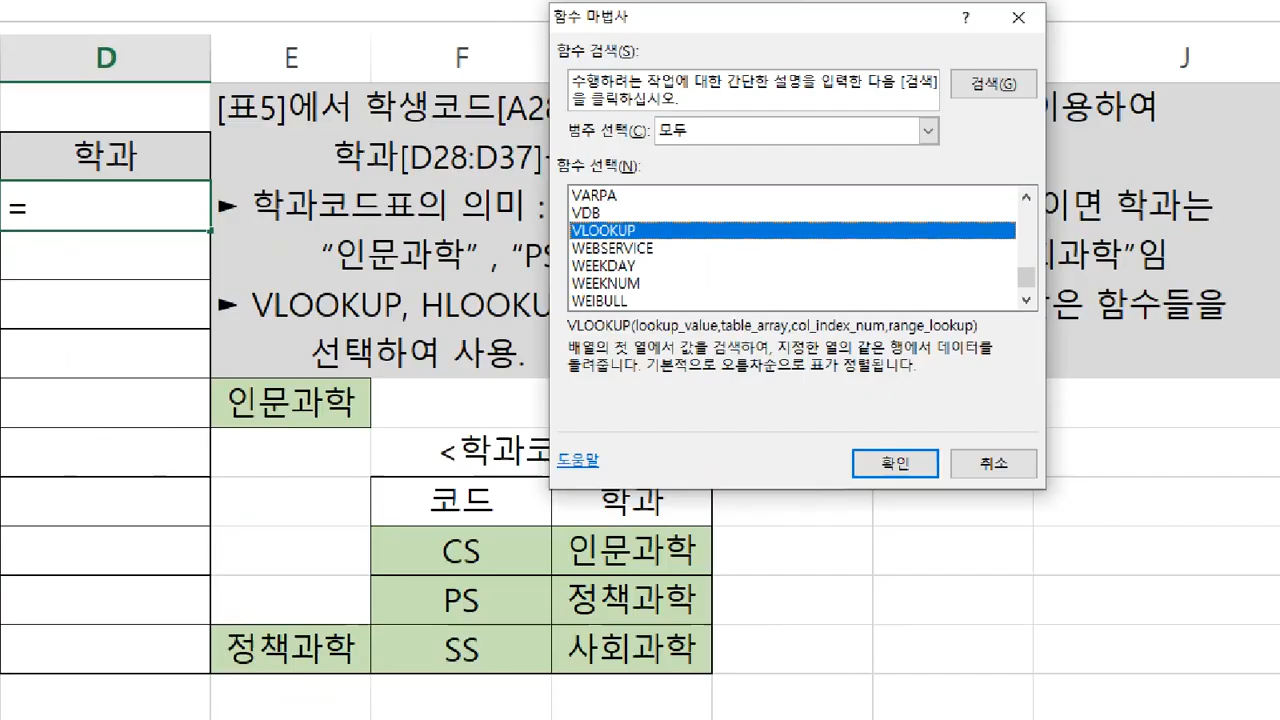 함수 마법사
?
D E F J
함수 검색(S):
수행하려는 작업에 대한 간단한 설명을 입력한 다음 [검색]
을 클릭하십시오.
검색(G)
범주 선택(C): 모두
함수 선택(N):
VARPA
VDB
VLOOKUP
WEBSERVICE
WEEKDAY
WEEKNUM
WEIBULL
VLOOKUP(lookup_value,table_array,col_index_num,range_lookup)
배열의 첫 열에서 값을 검색하여, 지정한 열의 같은 행에서 데이터를
돌려줍니다. 기본적으로 오름차순으로 표가 정렬됩니다.
도움말
확인
취소
[표5]에서 학생코드[A28 이용하여
학과
학과[D28:D37]
=
► 학과코드표의 의미 : 이면 학과는
“인문과학” , “PS 과학”임
► VLOOKUP, HLOOKU 은 함수들을
선택하여 사용.
인문과학
<학과코
코드 학과
CS 인문과학
PS 정책과학
정책과학 SS 사회과학